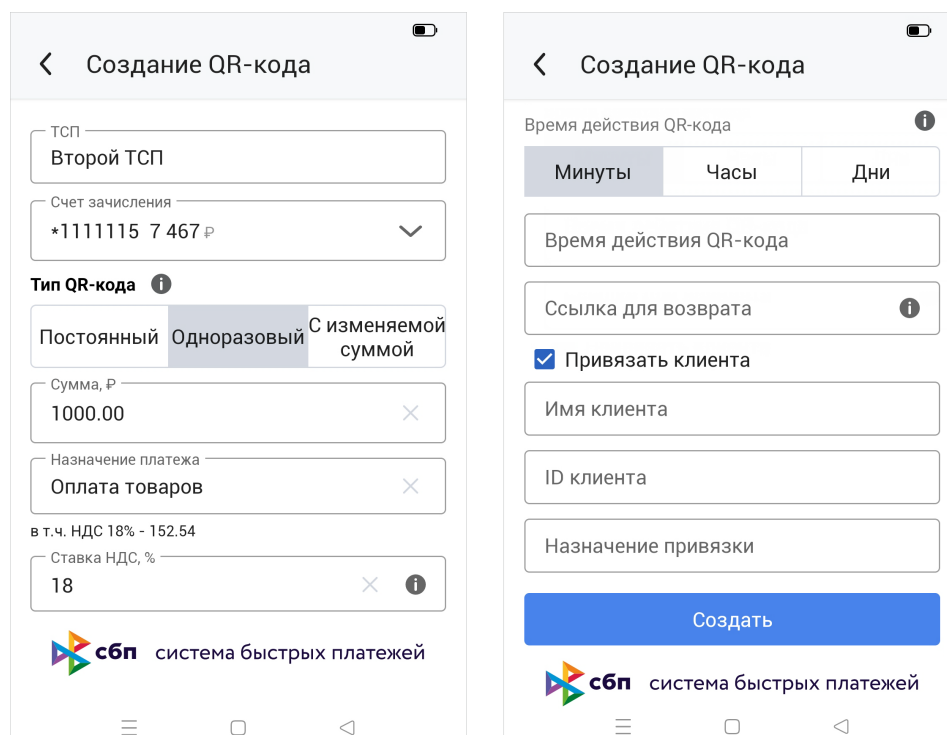 Создание QR-кода
ТСП
Второй ТСП
Счет зачисления
*1111115 7 467 ₽
Тип QR-кода
Постоянный
Одноразовый
С изменяемой
суммой
Сумма, ₽
1000.00
Назначение платежа
Оплата товаров
в т.ч. НДС 18% - 152.54
Ставка НДС, %
18
сбп система быстрых платежей
Создание QR-кода
Время действия QR-кода
Минуты
Часы
Дни
Время действия QR-кода
Ссылка для возврата
Привязать клиента
Имя клиента
ID клиента
Назначение привязки
Создать
сбп система быстрых платежей